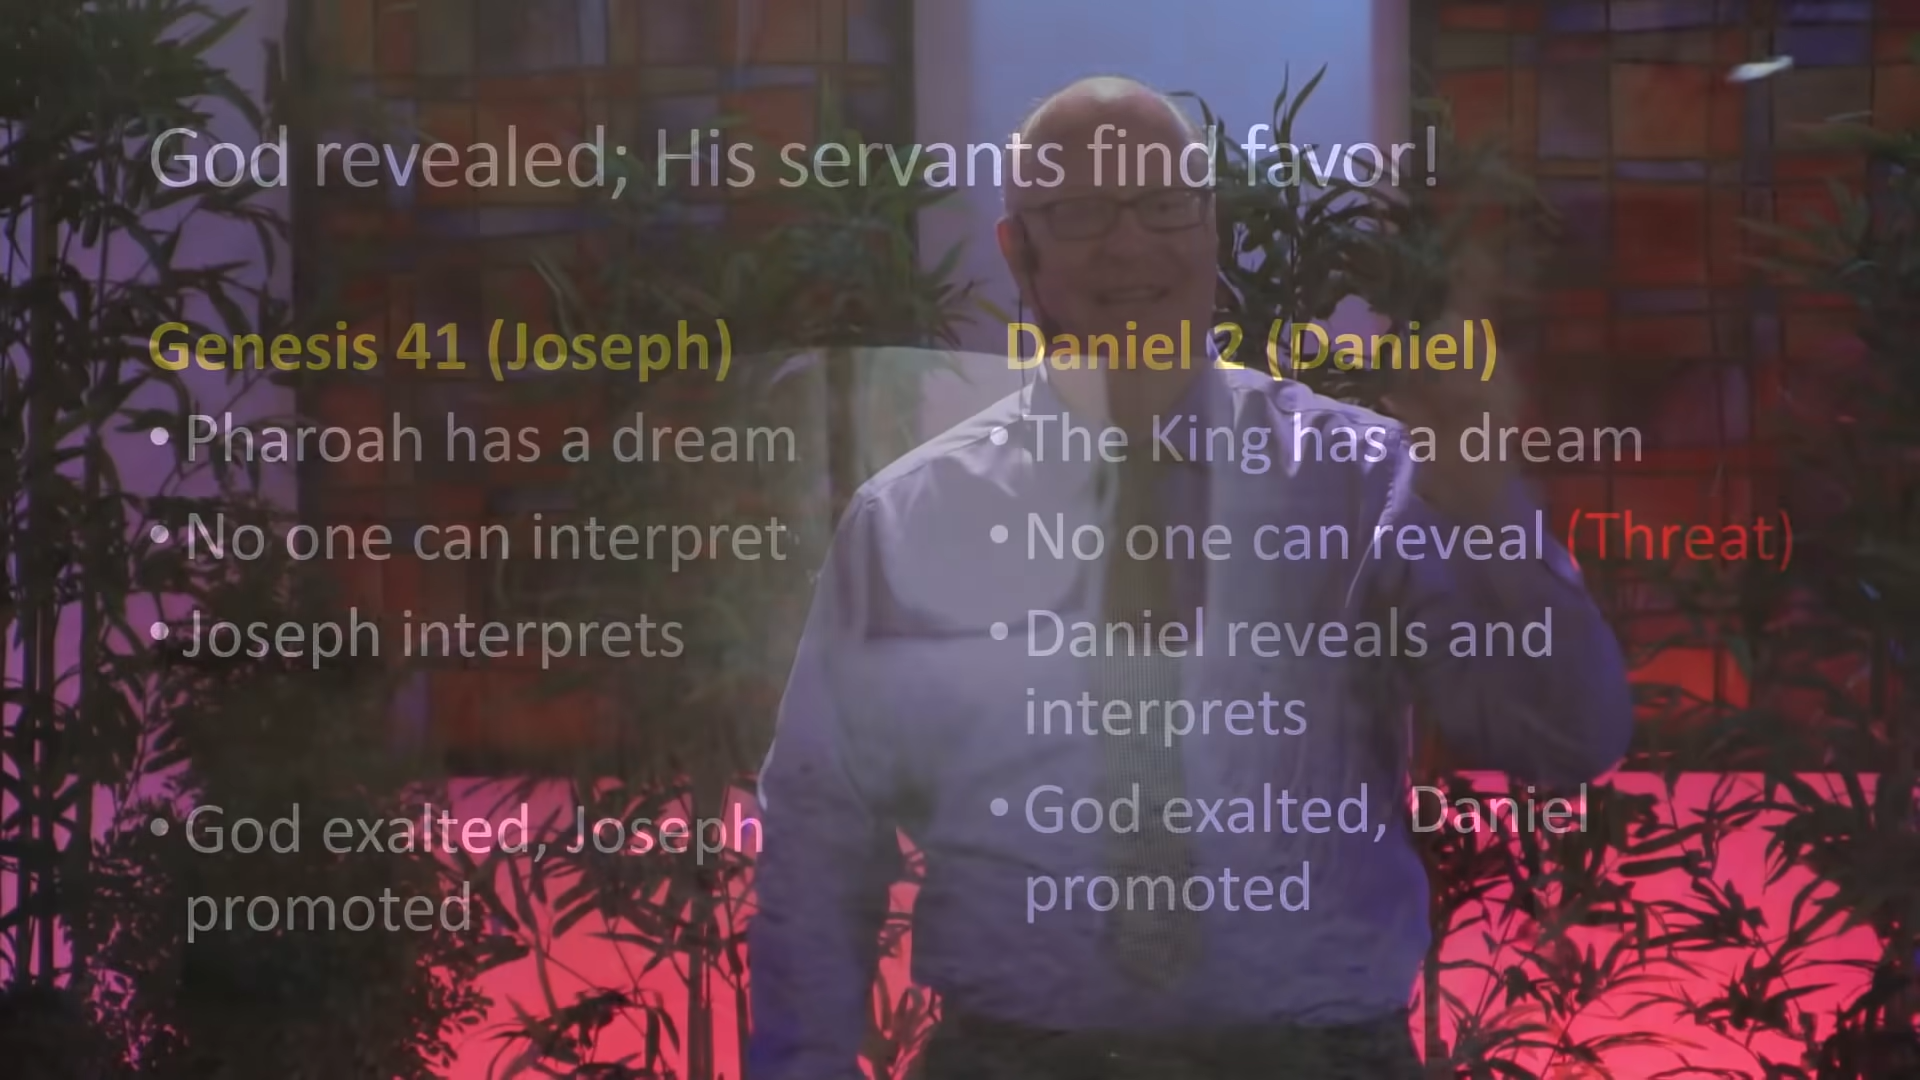 God revealed; His servants find favor!
Genesis 41 (Joseph)
• Pharoah has a dream
• No one can interpret
• Joseph interprets
• God exalted, Joseph
promoted
Daniel 2 (Daniel)
• The King has a dream
• No one can reveal (Threat)
• Daniel reveals and
interprets
• God exalted, Daniel
promoted